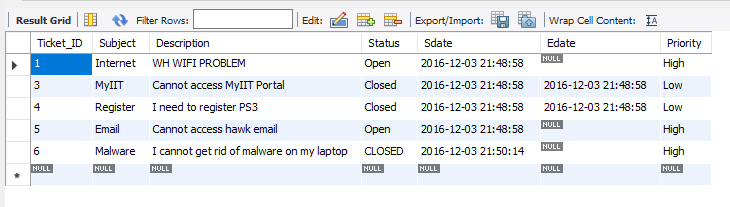 Result Grid Filter Rows: Edit: Export/Import: Wrap Cell Content: IA
Ticket_ID Subject Description Status Sdate Edate Priority
1 Internet WH WIFI PROBLEM Open 2016-12-03 21:48:58 NULL High
3 MyIIT Cannot access MyIIT Portal Closed 2016-12-03 21:48:58 2016-12-03 21:48:58 Low
4 Register I need to register PS3 Closed 2016-12-03 21:48:58 2016-12-03 21:48:58 Low
5 Email Cannot access hawk email Open 2016-12-03 21:48:58 NULL High
6 Malware I cannot get rid of malware on my laptop CLOSED 2016-12-03 21:50:14 NULL High
* NULL NULL NULL NULL NULL NULL NULL